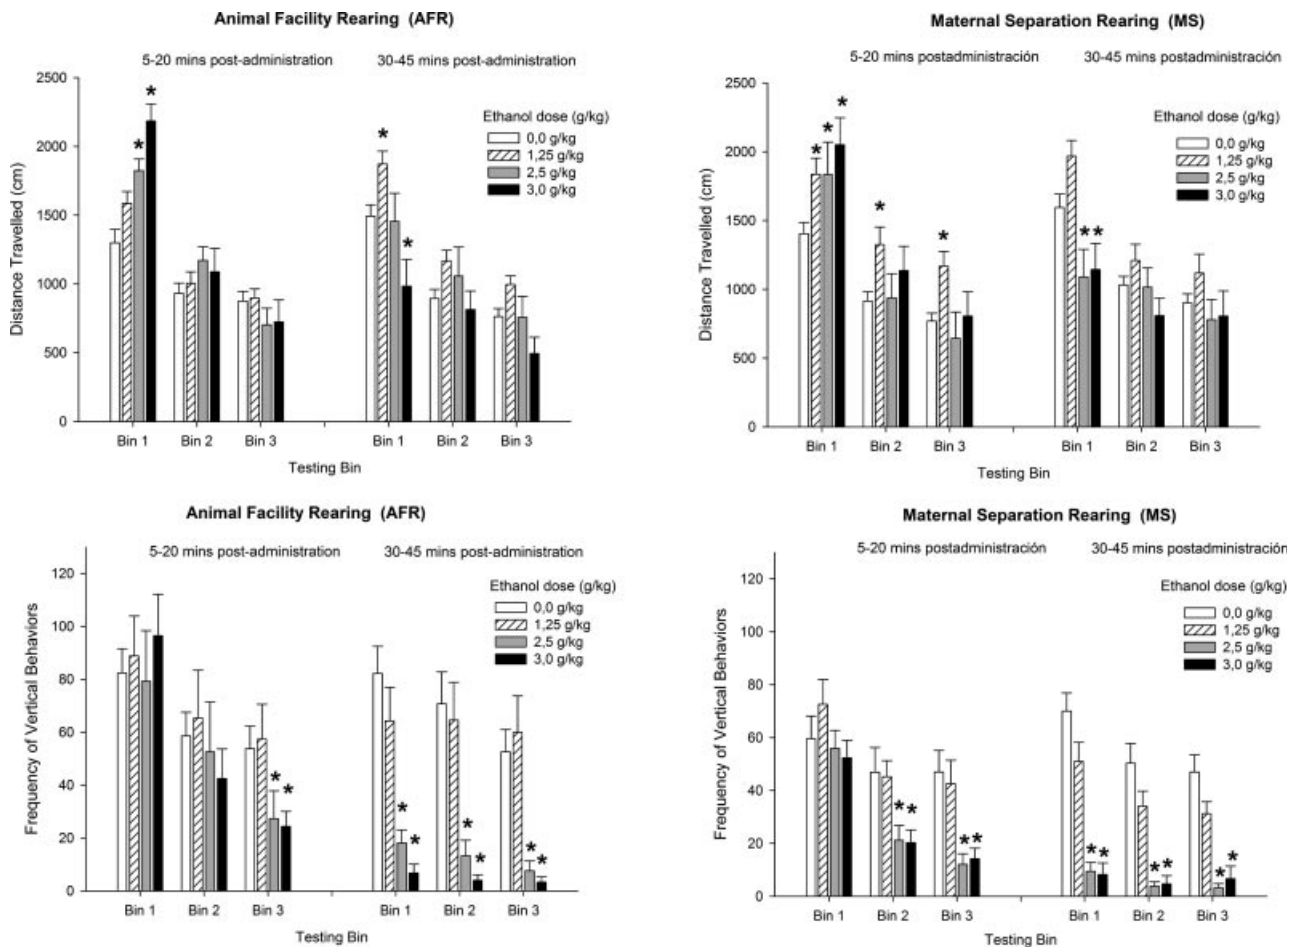 Animal Facility Rearing (AFR)
5-20 mins post-administration 30-45 mins post-administration
Distance Travelled (cm)
2500
2000
1500
1000
500
0
Ethanol dose (g/kg)
0,0 g/kg
1,25 g/kg
2,5 g/kg
3,0 g/kg
* * * * *
Bin 1 Bin 2 Bin 3 Bin 1 Bin 2 Bin 3
Testing Bin
Maternal Separation Rearing (MS)
5-20 mins postadministración 30-45 mins postadministración
Distance Travelled (cm)
2500
2000
1500
1000
500
0
Ethanol dose (g/kg)
0,0 g/kg
1,25 g/kg
2,5 g/kg
3,0 g/kg
* * * * * * *
Bin 1 Bin 2 Bin 3 Bin 1 Bin 2 Bin 3
Testing Bin
Animal Facility Rearing (AFR)
5-20 mins post-administration 30-45 mins post-administration
Frequency of Vertical Behaviors
120
100
80
60
40
20
0
Ethanol dose (g/kg)
0,0 g/kg
1,25 g/kg
2,5 g/kg
3,0 g/kg
* * * * * * * *
Bin 1 Bin 2 Bin 3 Bin 1 Bin 2 Bin 3
Testing Bin
Maternal Separation Rearing (MS)
5-20 mins postadministración 30-45 mins postadministración
Frequency of Vertical Behaviors
120
100
80
60
40
20
0
Ethanol dose (g/kg)
0,0 g/kg
1,25 g/kg
2,5 g/kg
3,0 g/kg
* * * * * * * * * *
Bin 1 Bin 2 Bin 3 Bin 1 Bin 2 Bin 3
Testing Bin